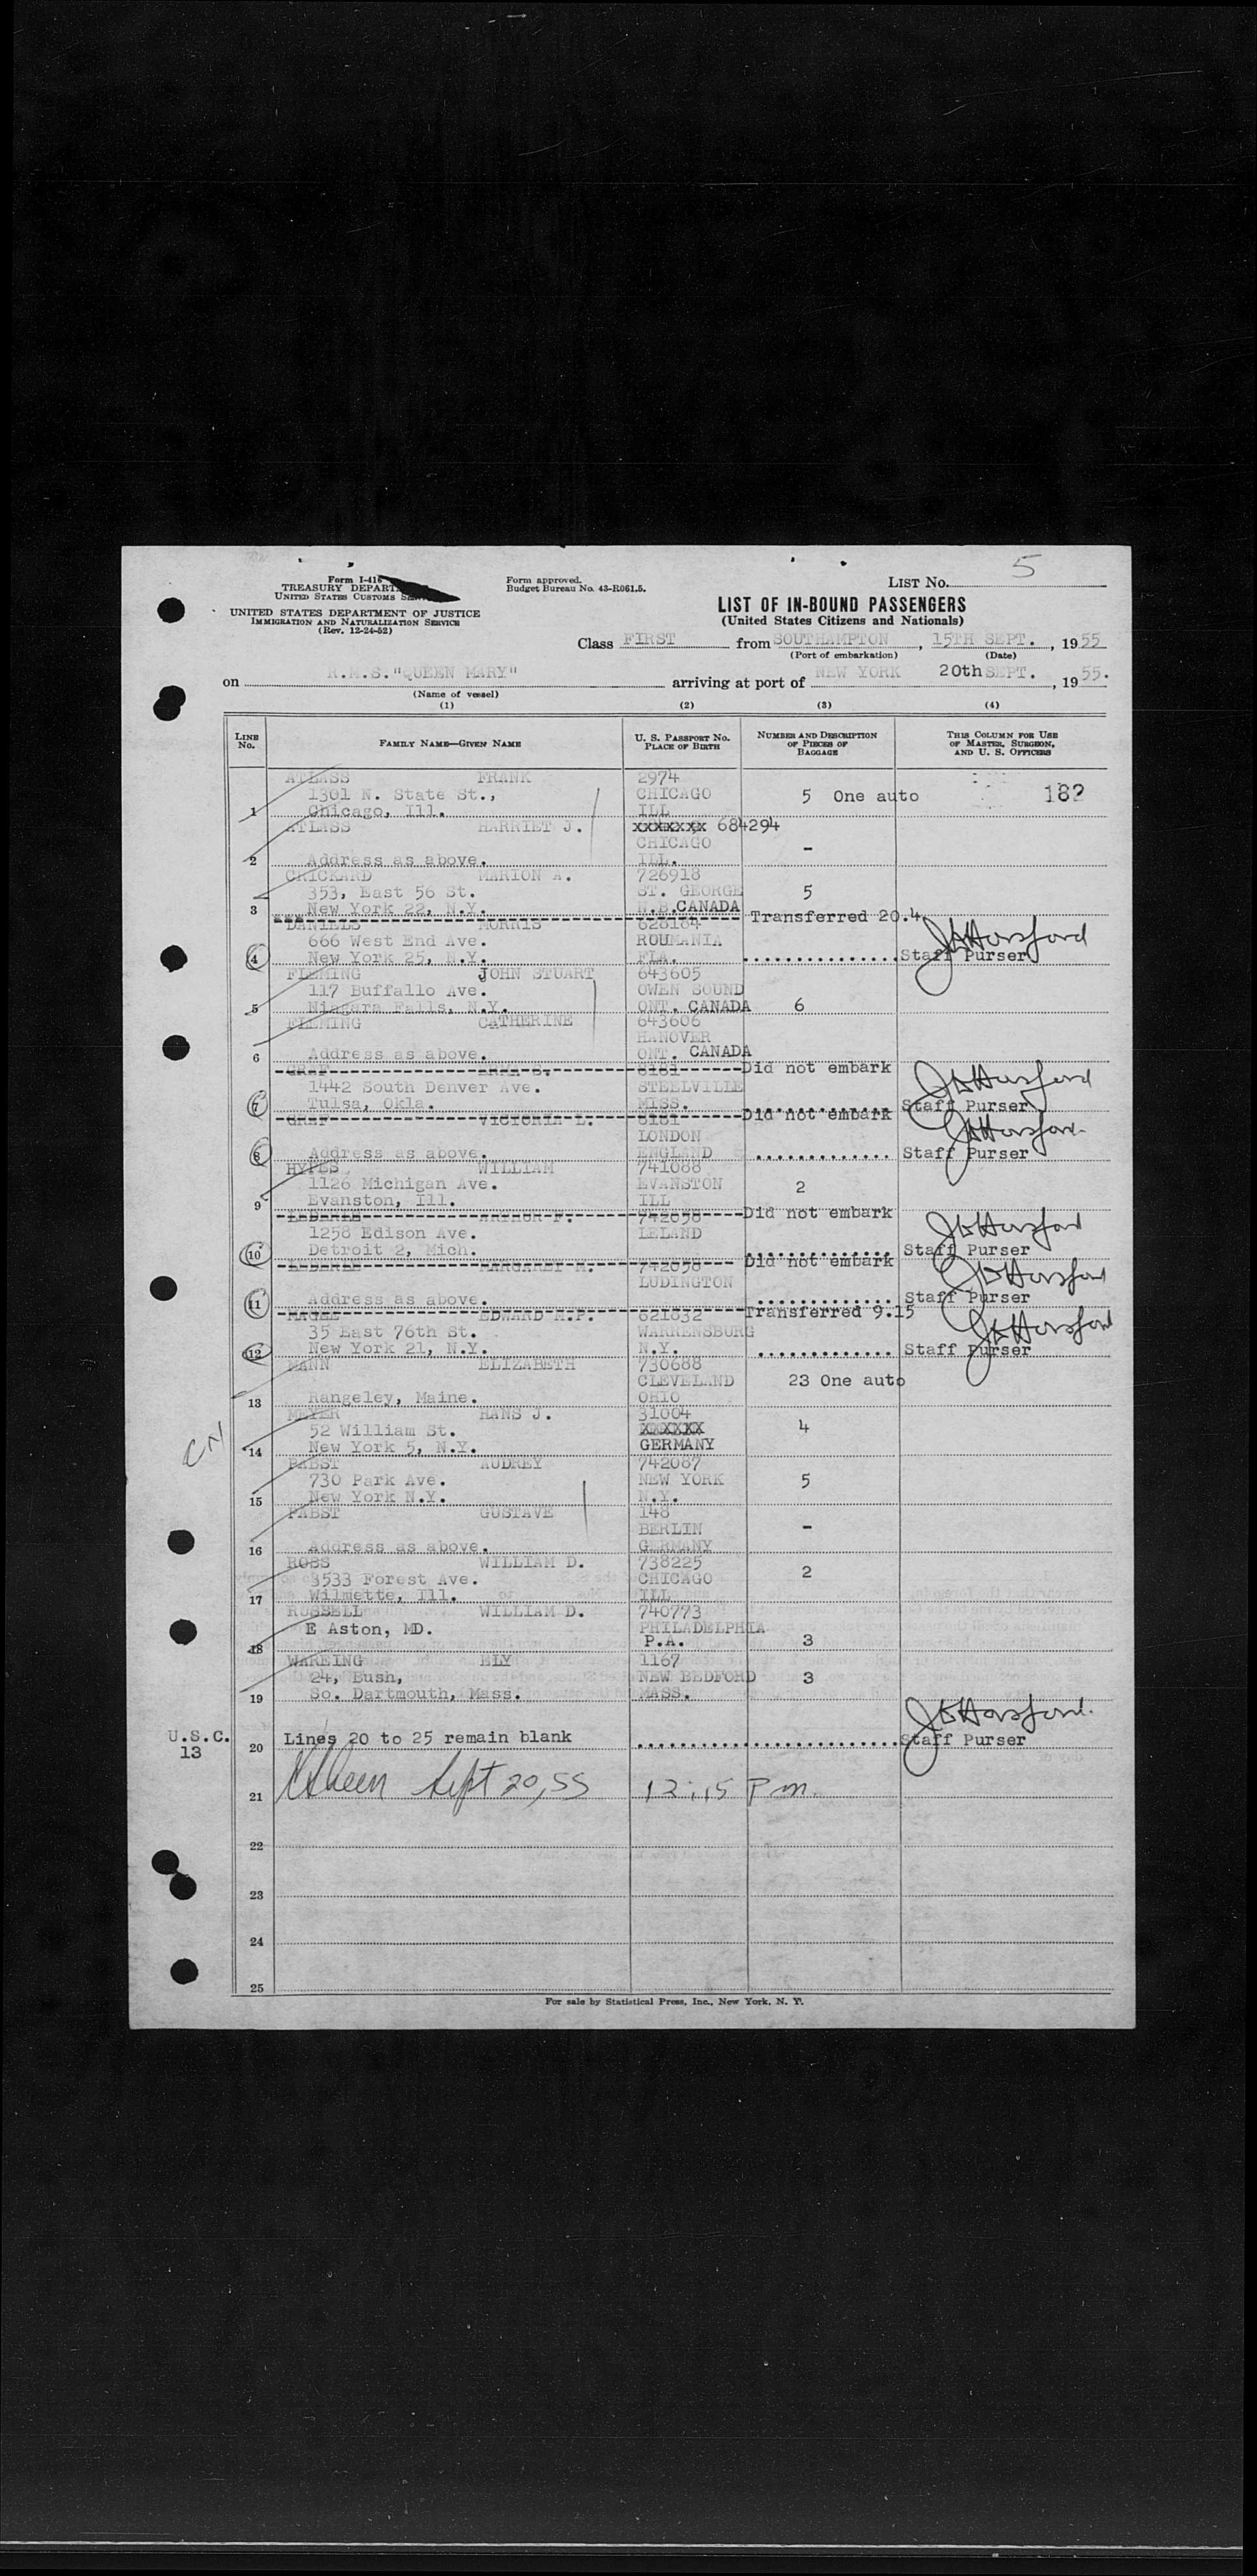 5
Form I-416
TREASURY DEPART
UNITED STATES CUSTOMS
Form approved.
Budget Bureau No. 43-R061.5.
LIST No.
UNITED STATES DEPARTMENT OF JUSTICE
IMMIGRATION AND NATURALIZATION SERVICE
(Rev. 12-24-52)
LIST OF IN-BOUND PASSENGERS
(United States Citizens and Nationals)
Class FIRST from SOUTHAMPTON, 15TH SEPT., 1955
(Port of embarkation) (Date)
on R.M.S."QUEEN MARY" arriving at port of NEW YORK 20th SEPT., 1955.
(Name of vessel)
(1) (2) (3) (4)
LINE No. FAMILY NAME—GIVEN NAME U. S. PASSPORT No. PLACE OF BIRTH NUMBER AND DESCRIPTION OF PIECES OF BAGGAGE THIS COLUMN FOR USE OF MASTER, SURGEON, AND U. S. OFFICERS
ATLASS FRANK 2974
1301 N. State St., CHICAGO 5 One auto 182
1 Chicago, Ill. ILL
ATLASS HARRIET J. xxxxxxx 684294
CHICAGO -
2 Address as above. ILL.
CRICKARD MARION A. 726918
353, East 56 St. ST. GEORGE 5
3 New York 22, N.Y. N.B.CANADA
DANIELS MORRIS 628184 Transferred 20.4
666 West End Ave. ROUMANIA
4 New York 25, N.Y. FLA. Staff Purser
FLEMING JOHN STUART 643605
117 Buffallo Ave. OWEN SOUND
5 Niagara Falls, N.Y. ONT. CANADA 6
FLEMING CATHERINE 643606
HANOVER
6 Address as above. ONT. CANADA
GRAF 8181 Did not embark
1442 South Denver Ave. STEELVILLE
7 Tulsa, Okla. MISS. Staff Purser
GRAF VICTORIA L. 8181 Did not embark
LONDON
8 Address as above. ENGLAND Staff Purser
HYPES WILLIAM 741088
1126 Michigan Ave. EVANSTON 2
9 Evanston, Ill. ILL
LEDERLE ARTHUR F. 742058 Did not embark
1258 Edison Ave. LELAND
10 Detroit 2, Mich. Staff Purser
LEDERLE MARGARET 742058 Did not embark
LUDINGTON
11 Address as above. Staff Purser
MAGEE EDWARD H.P. 621632 Transferred 9.15
35 East 76th St. WARRENSBURG
12 New York 21, N.Y. N.Y. Staff Purser
MANN ELIZABETH 730688
CLEVELAND 23 One auto
13 Rangeley, Maine. OHIO
MEYER HANS J. 31004
52 William St. XXXXXXX 4
14 New York 5, N.Y. GERMANY
PABST AUDREY 742087
730 Park Ave. NEW YORK 5
15 New York N.Y. N.Y.
PABST GUSTAVE 148
BERLIN -
16 Address as above. GERMANY
ROSS WILLIAM D. 738225
3533 Forest Ave. CHICAGO 2
17 Wilmette, Ill. ILL
RUSSELL WILLIAM D. 740773
E Aston, MD. PHILADELPHIA
18 P.A. 3
WAREING ELY 1167
24, Bush, NEW BEDFORD 3
19 So. Dartmouth, Mass. MASS.
U.S.C.
13
20 Lines 20 to 25 remain blank Staff Purser
21 Sept 20, 55 12:15 P m.
22
23
24
25
For sale by Statistical Press, Inc., New York, N. Y.